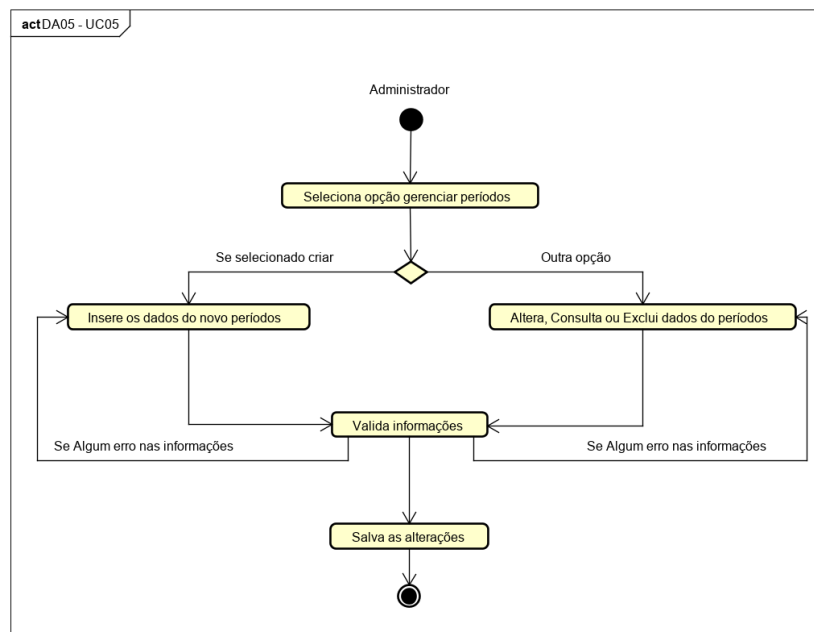 act DA05 - UC05
Administrador
Seleciona opção gerenciar períodos
Se selecionado criar
Outra opção
Insere os dados do novo períodos
Altera, Consulta ou Exclui dados do períodos
Valida informações
Se Algum erro nas informações
Se Algum erro nas informações
Salva as alterações